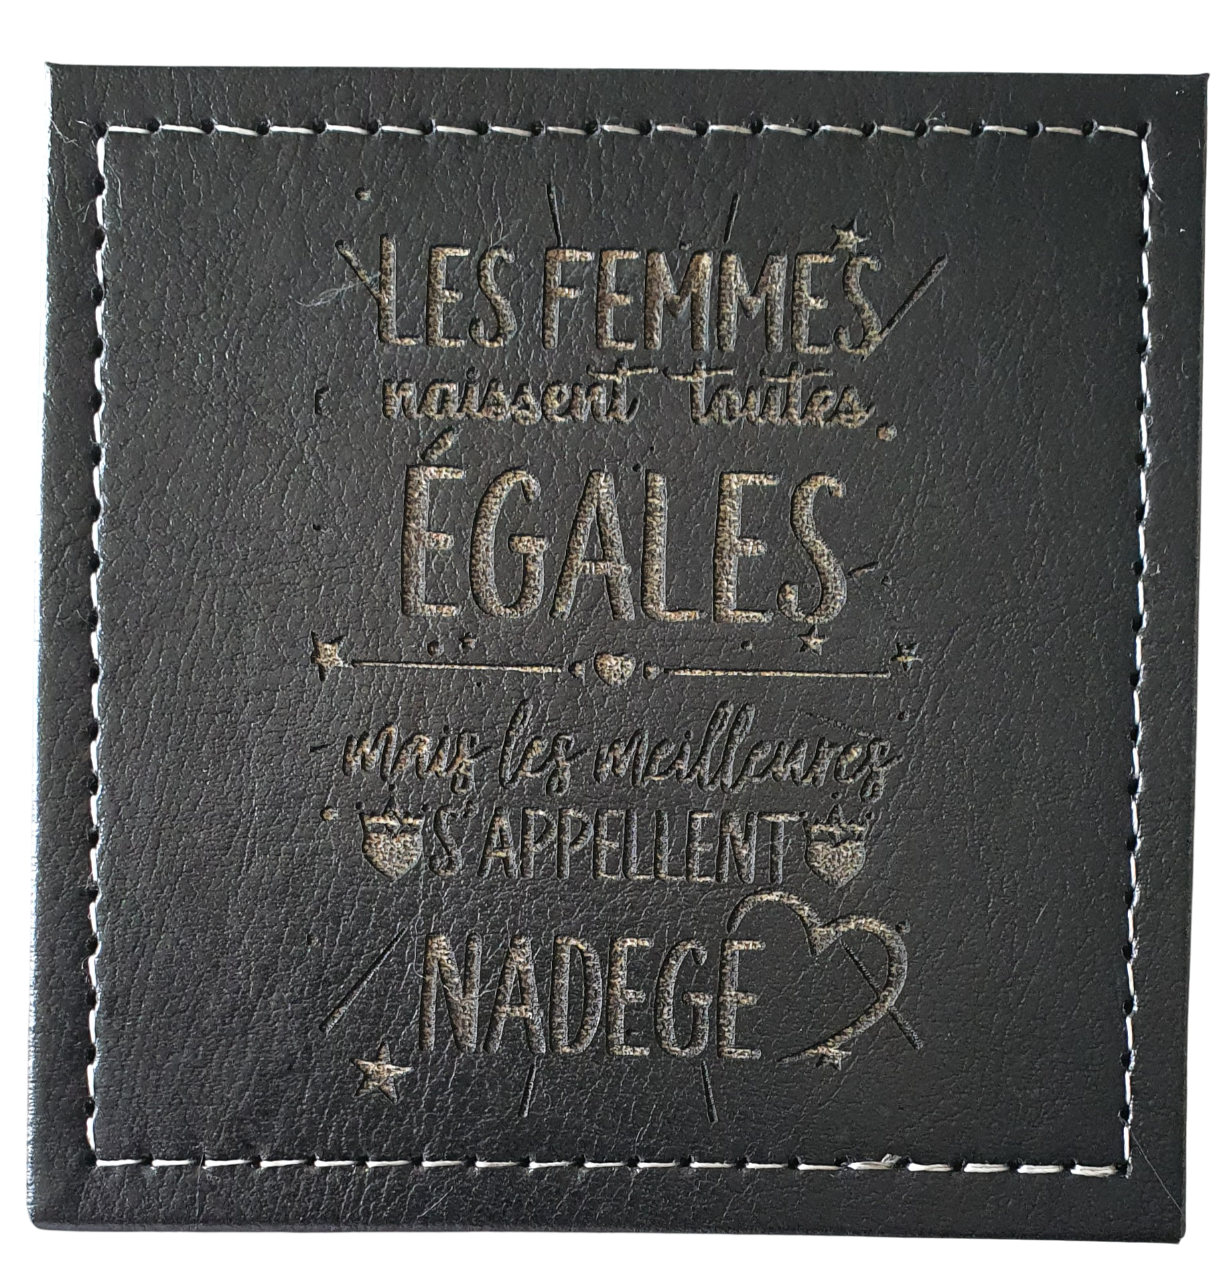 LES FEMMES
naissent toutes
ÉGALES
mais les meilleures
S'APPELLENT
NADEGE